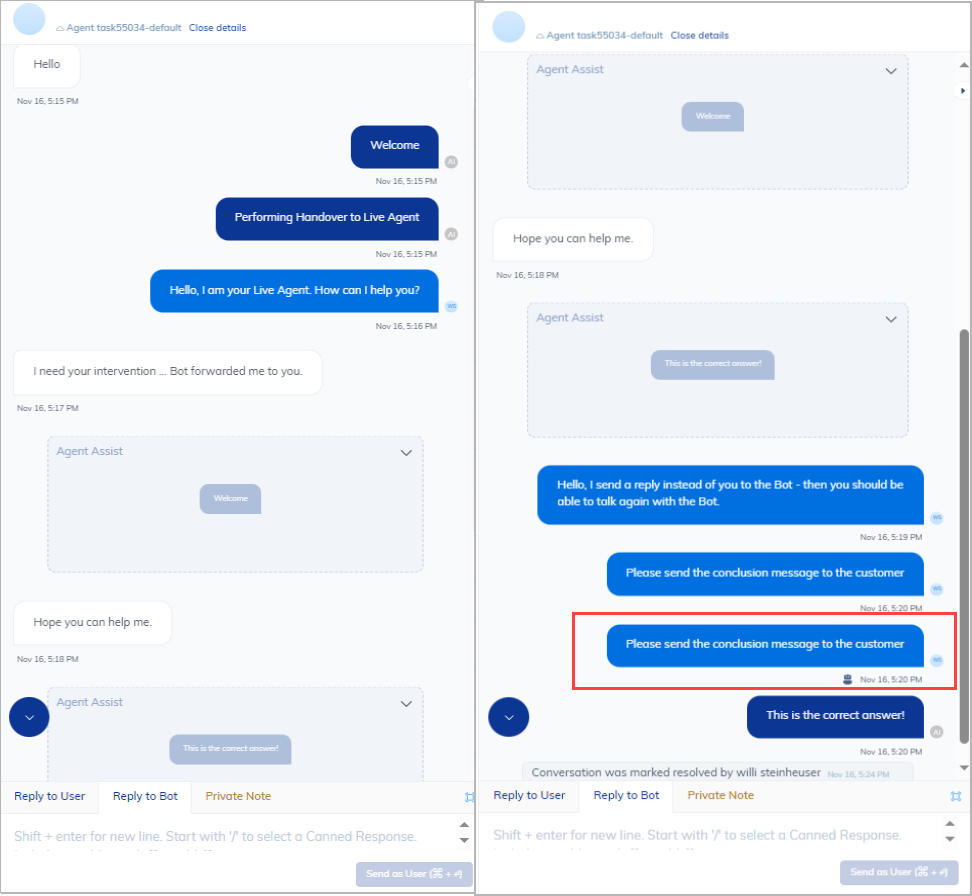 Agent task55034-default Close details
Hello
Nov 16, 5:15 PM
Welcome
AI
Nov 16, 5:15 PM
Performing Handover to Live Agent
AI
Nov 16, 5:15 PM
Hello, I am your Live Agent. How can I help you?
WS
Nov 16, 5:16 PM
I need your intervention ... Bot forwarded me to you.
Nov 16, 5:17 PM
Agent Assist
Welcome
Hope you can help me.
Nov 16, 5:18 PM
Agent Assist
This is the correct answer!
Reply to User Reply to Bot Private Note
Shift + enter for new line. Start with '/' to select a Canned Response.
Send as User (⌘ + ↵)
Agent task55034-default Close details
Agent Assist
Welcome
Hope you can help me.
Nov 16, 5:18 PM
Agent Assist
This is the correct answer!
Hello, I send a reply instead of you to the Bot - then you should be
able to talk again with the Bot.
WS
Nov 16, 5:19 PM
Please send the conclusion message to the customer
WS
Nov 16, 5:20 PM
Please send the conclusion message to the customer
WS
Nov 16, 5:20 PM
This is the correct answer!
AI
Nov 16, 5:20 PM
Conversation was marked resolved by willi steinheuser Nov 16, 5:24 PM
Reply to User Reply to Bot Private Note
Shift + enter for new line. Start with '/' to select a Canned Response.
Send as User (⌘ + ↵)